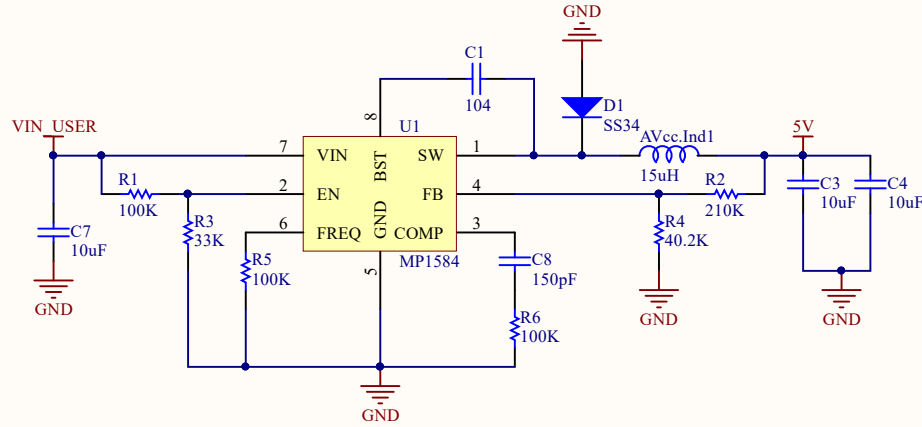 GND
C1
104
D1
SS34
VIN_USER
8
U1
AVcc.Ind1
5V
7
VIN
BST
SW
1
15uH
R1
100K
2
EN
FB
4
R2
210K
C3
10uF
C4
10uF
R3
33K
6
FREQ
GND
COMP
3
R4
40.2K
C7
10uF
R5
100K
5
MP1584
C8
150pF
GND
GND
GND
R6
100K
GND